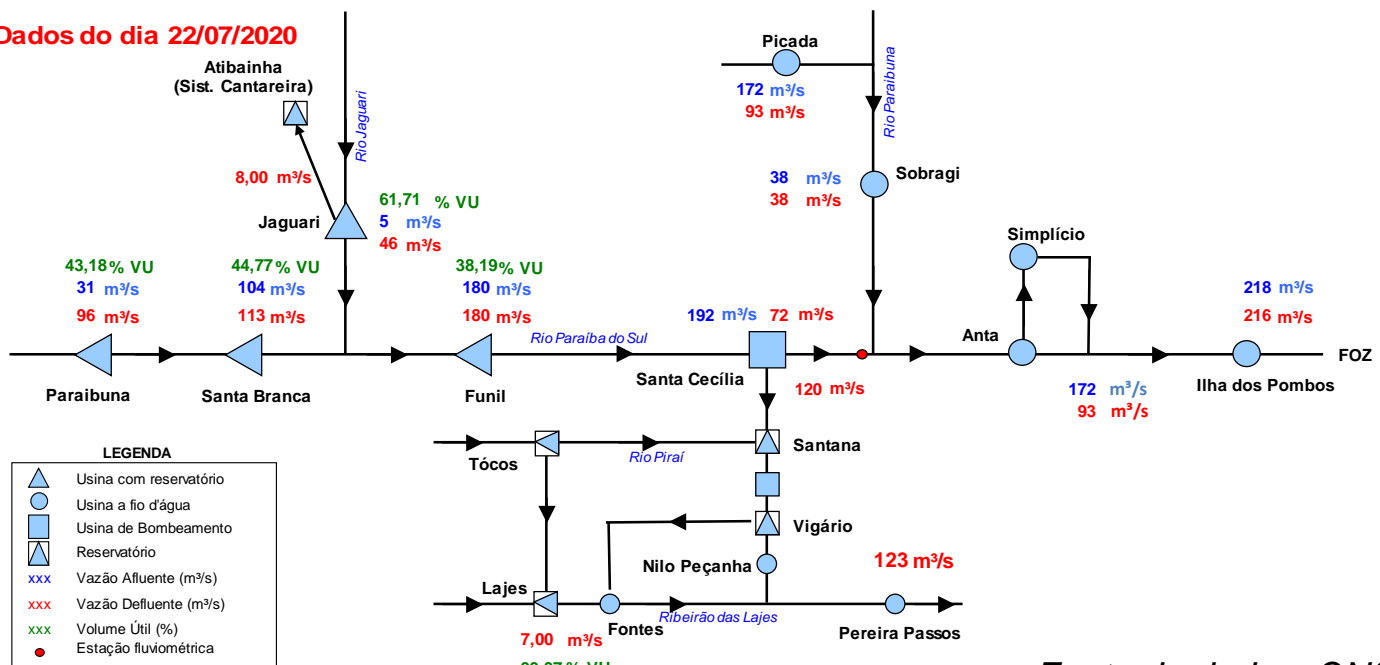 Dados do dia 22/07/2020
Atibainha
(Sist. Cantareira)
Rio Jaguari
8,00 m³/s
Jaguari
61,71 % VU
5 m³/s
46 m³/s
Picada
172 m³/s
93 m³/s
Rio Paraibuna
38 m³/s
38 m³/s
Sobragi
Simplício
43,18% VU
31 m³/s
96 m³/s
Paraibuna
44,77% VU
104 m³/s
113 m³/s
Santa Branca
38,19% VU
180 m³/s
180 m³/s
Funil
Rio Paraíba do Sul
192 m³/s 72 m³/s
Santa Cecília
120 m³/s
Anta
172 m³/s
93 m³/s
218 m³/s
216 m³/s
Ilha dos Pombos
FOZ
Tócos
Rio Piraí
Santana
Vigário
Nilo Peçanha
123 m³/s
Lajes
7,00 m³/s
Fontes
Ribeirão das Lajes
Pereira Passos
LEGENDA
Usina com reservatório
Usina a fio d'água
Usina de Bombeamento
Reservatório
xxx Vazão Afluente (m³/s)
xxx Vazão Defluente (m³/s)
xxx Volume Útil (%)
Estação fluviométrica